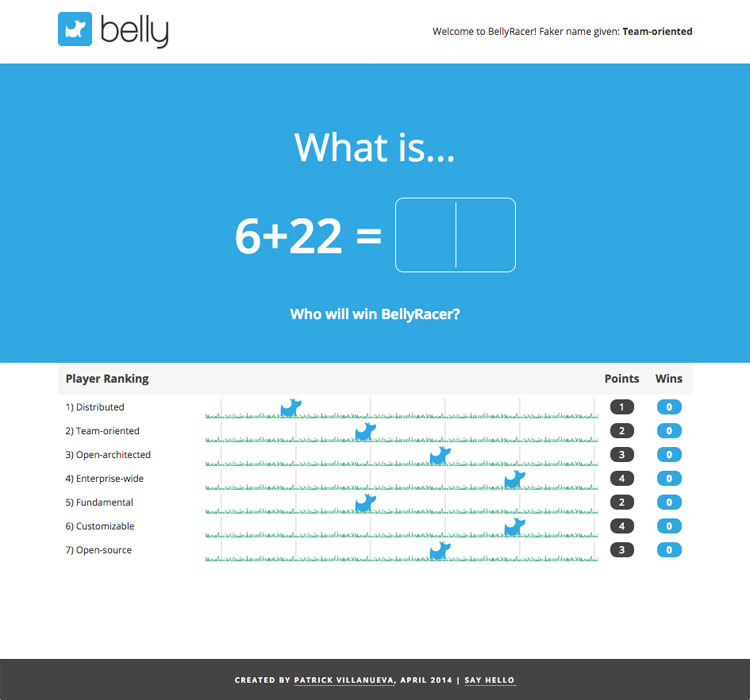 belly
Welcome to BellyRacer! Faker name given: Team-oriented
What is...
6+22 =
Who will win BellyRacer?
Player Ranking Points Wins
1) Distributed 1 0
2) Team-oriented 2 0
3) Open-architected 3 0
4) Enterprise-wide 4 0
5) Fundamental 2 0
6) Customizable 4 0
7) Open-source 3 0
CREATED BY PATRICK VILLANUEVA, APRIL 2014 | SAY HELLO